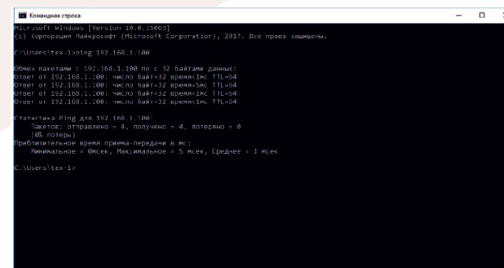 Командная строка
Microsoft Windows [Version 10.0.15063]
(c) Корпорация Майкрософт (Microsoft Corporation), 2017. Все права защищены.
C:\Users\tex-1>ping 192.168.1.100
Обмен пакетами с 192.168.1.100 по с 32 байтами данных:
Ответ от 192.168.1.100: число байт=32 время<1мс TTL=64
Ответ от 192.168.1.100: число байт=32 время=5мс TTL=64
Ответ от 192.168.1.100: число байт=32 время<1мс TTL=64
Ответ от 192.168.1.100: число байт=32 время<1мс TTL=64
Статистика Ping для 192.168.1.100:
Пакетов: отправлено = 4, получено = 4, потеряно = 0
(0% потерь)
Приблизительное время приема-передачи в мс:
Минимальное = 0мсек, Максимальное = 5 мсек, Среднее = 1 мсек
C:\Users\tex-1>